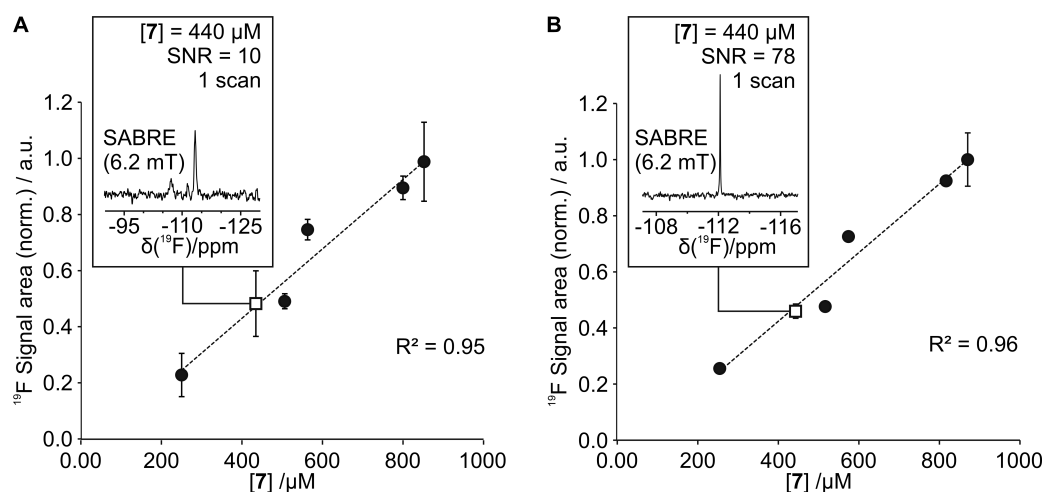 A
[7] = 440 µM
SNR = 10
1 scan
SABRE
(6.2 mT)
-95 -110 -125
δ(¹⁹F)/ppm
¹⁹F Signal area (norm.) / a.u.
1.2
1.0
0.8
0.6
0.4
0.2
0.0
R² = 0.95
0.00 200 400 600 800 1000
[7] /µM
B
[7] = 440 µM
SNR = 78
1 scan
SABRE
(6.2 mT)
-108 -112 -116
δ(¹⁹F)/ppm
¹⁹F Signal area (norm.) / a.u.
1.2
1.0
0.8
0.6
0.4
0.2
0.0
R² = 0.96
0.00 200 400 600 800 1000
[7] /µM